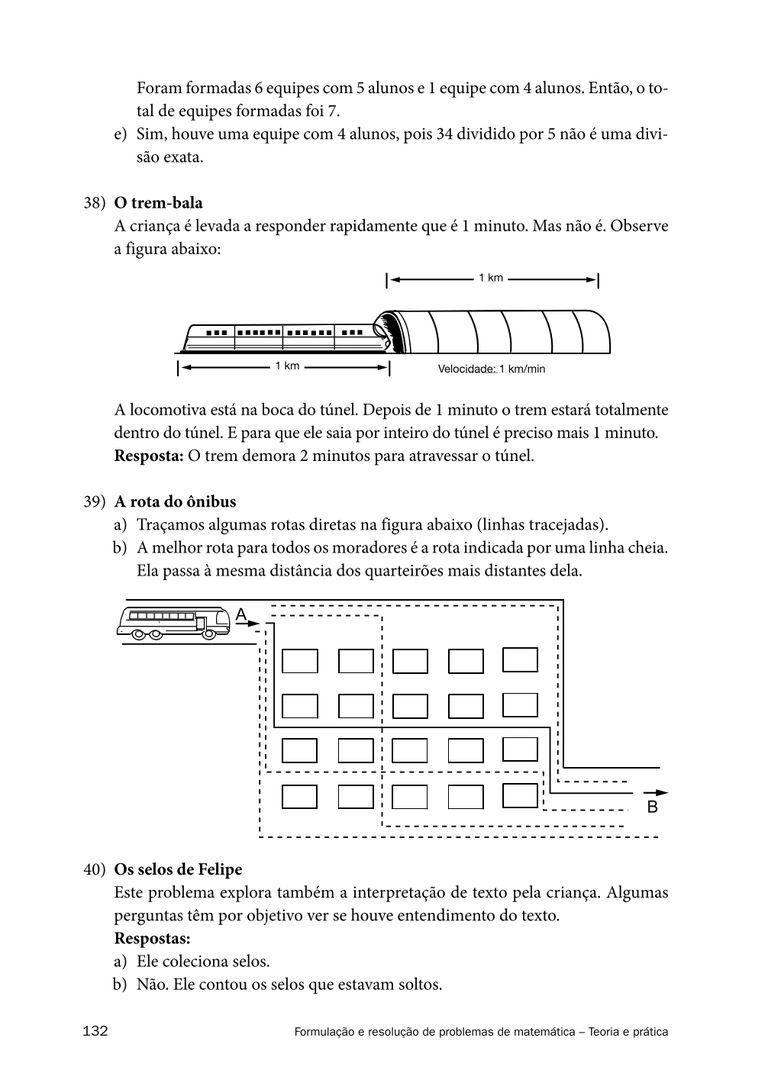 Foram formadas 6 equipes com 5 alunos e 1 equipe com 4 alunos. Então, o to-
tal de equipes formadas foi 7.
e) Sim, houve uma equipe com 4 alunos, pois 34 dividido por 5 não é uma divi-
são exata.
38) O trem-bala
A criança é levada a responder rapidamente que é 1 minuto. Mas não é. Observe
a figura abaixo:
1 km
1 km
Velocidade: 1 km/min
A locomotiva está na boca do túnel. Depois de 1 minuto o trem estará totalmente
dentro do túnel. E para que ele saia por inteiro do túnel é preciso mais 1 minuto.
Resposta: O trem demora 2 minutos para atravessar o túnel.
39) A rota do ônibus
a) Traçamos algumas rotas diretas na figura abaixo (linhas tracejadas).
b) A melhor rota para todos os moradores é a rota indicada por uma linha cheia.
Ela passa à mesma distância dos quarteirões mais distantes dela.
A
B
40) Os selos de Felipe
Este problema explora também a interpretação de texto pela criança. Algumas
perguntas têm por objetivo ver se houve entendimento do texto.
Respostas:
a) Ele coleciona selos.
b) Não. Ele contou os selos que estavam soltos.
132 Formulação e resolução de problemas de matemática – Teoria e prática